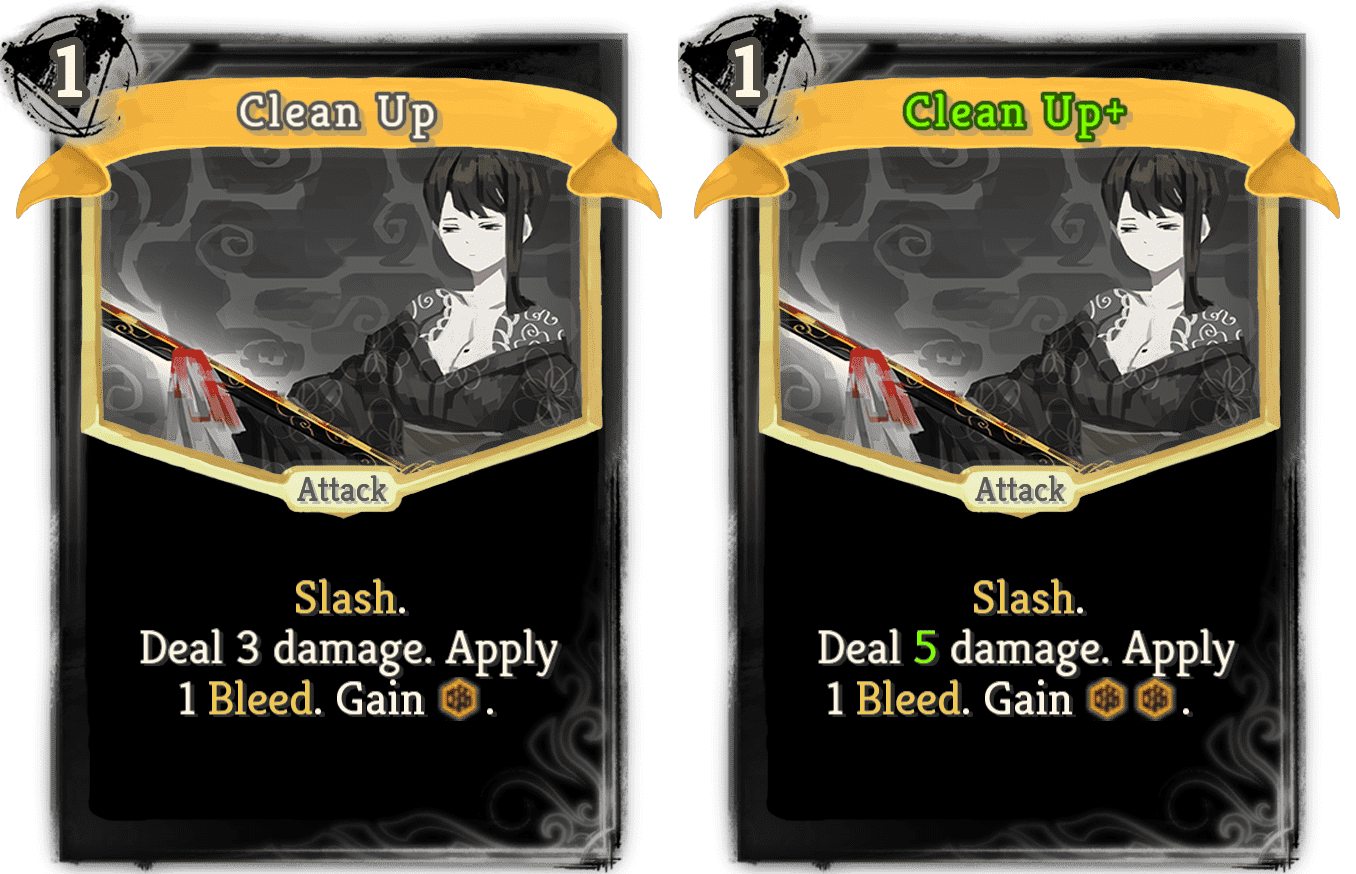 1
Clean Up
Attack
Slash.
Deal 3 damage. Apply
1 Bleed. Gain .
1
Clean Up+
Attack
Slash.
Deal 5 damage. Apply
1 Bleed. Gain .